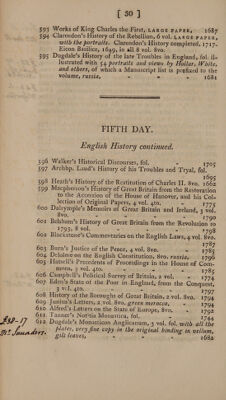 [ 50 ]
593 Works of King Charles the First, LARGE PAPER, 1687
594 Clarendon's History of the Rebellion, 6 vol. LARGE PAPER,
with the portraits. Clarendon's History completed, 1717.
Eicon Basilice, 1649, in all 8 vol. 8vo.
595 Dugdale's History of the late Troubles in England, fol. il-
lustrated with 54 portraits and views by Hollar, Waite,
and others, of which a Manuscript list is prefixed to the
volume, russia, 1681
FIFTH DAY.
English History continued.
596 Walker's Historical Discourses, fol. 1705
597 Archbp. Laud's History of his Troubles and Tryal, fol.
1695
598 Heath's History of the Restitution of Charles II. 8vo. 1662
599 Macpherson's History of Great Britain from the Restoration
to the Accession of the House of Hanover, and his Col-
lection of Original Papers, 4 vol. 4to. 1775
600 Dalrymple's Memoirs of Great Britain and Ireland, 3 vol.
8vo. 1790
601 Belsham's History of Great Britain from the Revolution to
1793, 8 vol. 1798
602 Blackstone's Commentaries on the English Laws, 4 vol. 8vo.
1787
603 Burn's Justice of the Peace, 4 vol. 8vo. 1785
604 Delolme on the English Constitution, 8vo. russia, 1796
605 Hatsell's Precedents of Proceedings in the House of Com-
mons, 3 vol. 4to. 1785
606 Campbell's Political Survey of Britain, 2 vol. 1774
607 Eden's State of the Poor in England, from the Conquest,
3 vol. 4to. 1797
608 History of the Boroughs of Great Britain, 2 vol. 8vo. 1794
609 Junius's Letters, 2 vol. 8vo. green morocco, 1794
610 Alfred's Letters on the State of Europe, 8vo. 1792
611 Tanner's Notitia Monastica, fol. 1744
612 Dugdale's Monasticon Anglicanum, 3 vol. fol. with all the
plates, very fine copy in the original binding in vellum,
gilt leaves, 1682
£38-17
Mr. Saunders.